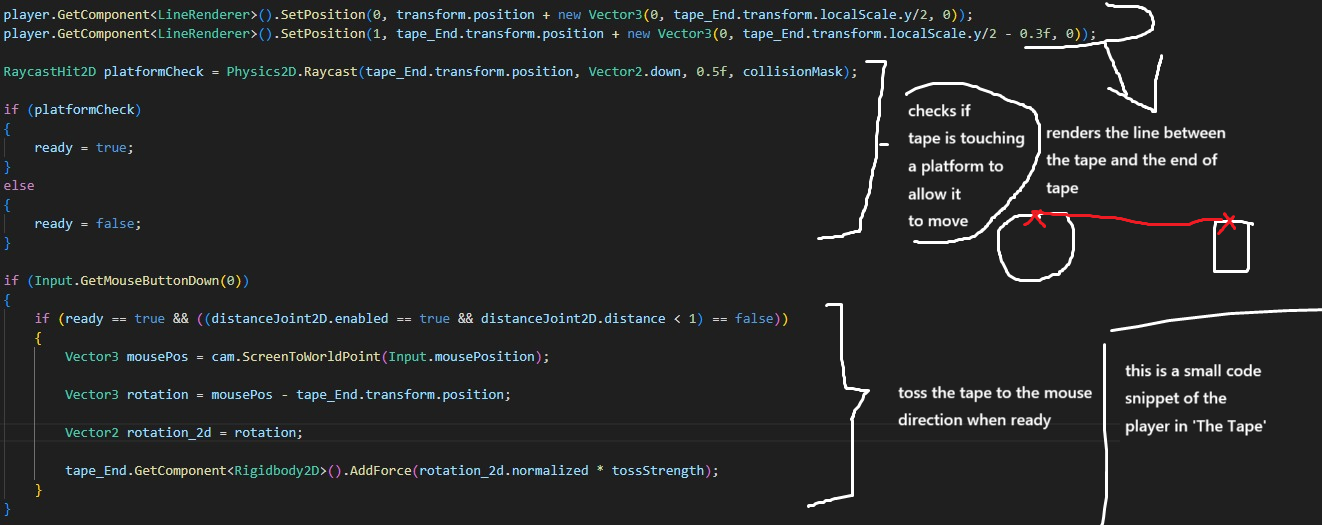 player.GetComponent<LineRenderer>().SetPosition(0, transform.position + new Vector3(0, tape_End.transform.localScale.y/2, 0));
player.GetComponent<LineRenderer>().SetPosition(1, tape_End.transform.position + new Vector3(0, tape_End.transform.localScale.y/2 - 0.3f, 0));
RaycastHit2D platformCheck = Physics2D.Raycast(tape_End.transform.position, Vector2.down, 0.5f, collisionMask);
if (platformCheck)
{
ready = true;
}
else
{
ready = false;
}
checks if
tape is touching
a platform to
allow it
to move
renders the line between
the tape and the end of
tape
if (Input.GetMouseButtonDown(0))
{
if (ready == true && ((distanceJoint2D.enabled == true && distanceJoint2D.distance < 1) == false))
{
Vector3 mousePos = cam.ScreenToWorldPoint(Input.mousePosition);
Vector3 rotation = mousePos - tape_End.transform.position;
Vector2 rotation_2d = rotation;
tape_End.GetComponent<Rigidbody2D>().AddForce(rotation_2d.normalized * tossStrength);
}
}
toss the tape to the mouse
direction when ready
this is a small code
snippet of the
player in 'The Tape'